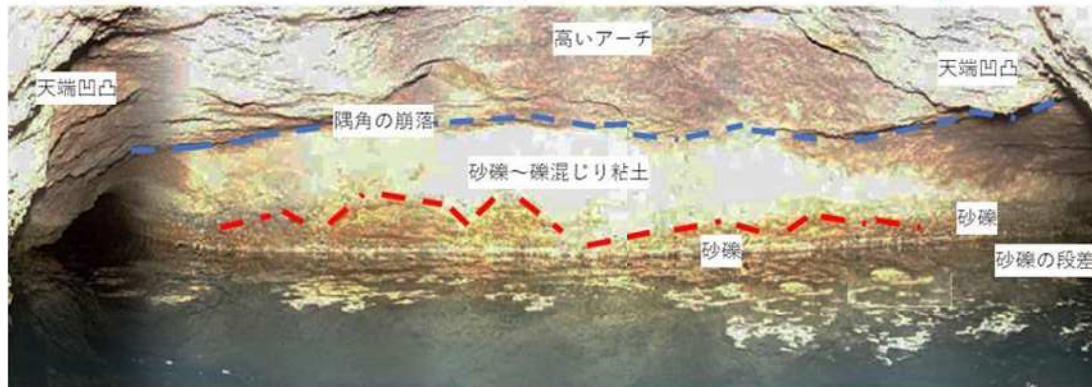 高いアーチ
天端凹凸
天端凹凸
隅角の崩落
砂礫～礫混じり粘土
砂礫
砂礫
砂礫の段差